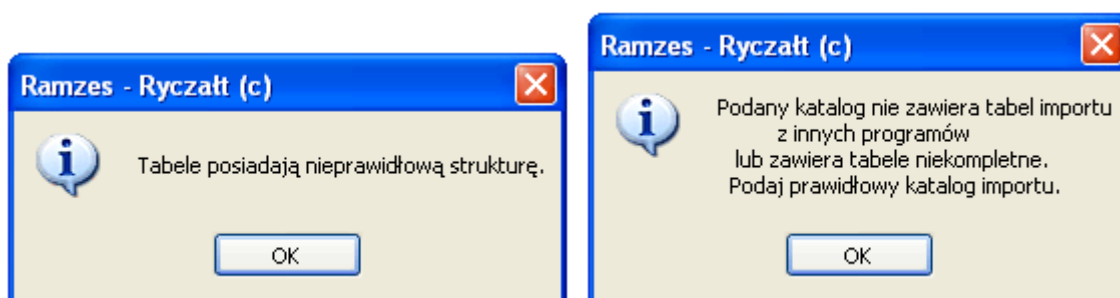 Ramzes - Ryczałt (c)
Tabele posiadają nieprawidłową strukturę.
OK
Ramzes - Ryczałt (c)
Podany katalog nie zawiera tabel importu
z innych programów
lub zawiera tabele niekompletne.
Podaj prawidłowy katalog importu.
OK